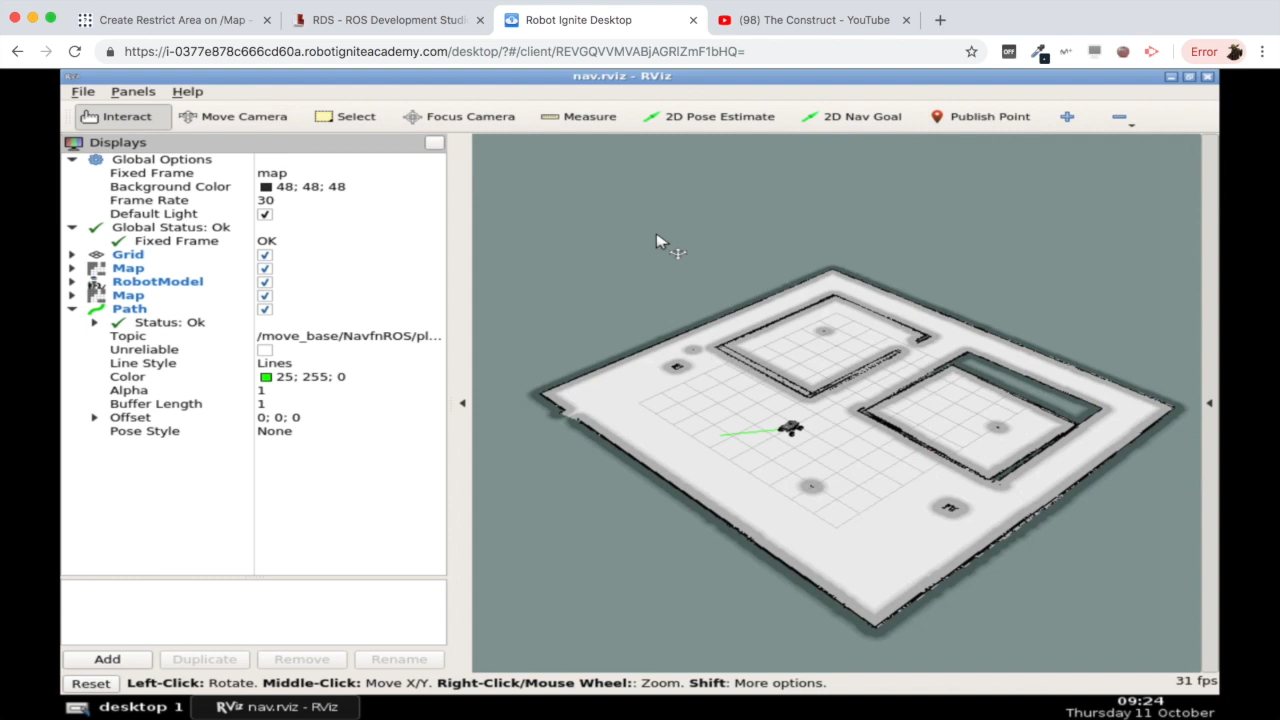 Create Restrict Area on /Map -
RDS - ROS Development Studi
Robot Ignite Desktop
(98) The Construct - YouTube
https://i-0377e878c666cd60a.robotigniteacademy.com/desktop/?#/client/REVGQVVMVABjAGRlZmF1bHQ=
OFF
Error
nav.rviz - RViz
File Panels Help
Interact Move Camera Select Focus Camera Measure 2D Pose Estimate 2D Nav Goal Publish Point
Displays
Global Options
Fixed Frame map
Background Color 48; 48; 48
Frame Rate 30
Default Light
Global Status: Ok
Fixed Frame OK
Grid
Map
RobotModel
Map
Path
Status: Ok
Topic /move_base/NavfnROS/pl...
Unreliable
Line Style Lines
Color 25; 255; 0
Alpha 1
Buffer Length 1
Offset 0; 0; 0
Pose Style None
Add Duplicate Remove Rename
Reset Left-Click: Rotate. Middle-Click: Move X/Y. Right-Click/Mouse Wheel:: Zoom. Shift: More options. 31 fps
desktop 1 RViz nav.rviz - RViz
09:24
Thursday 11 October